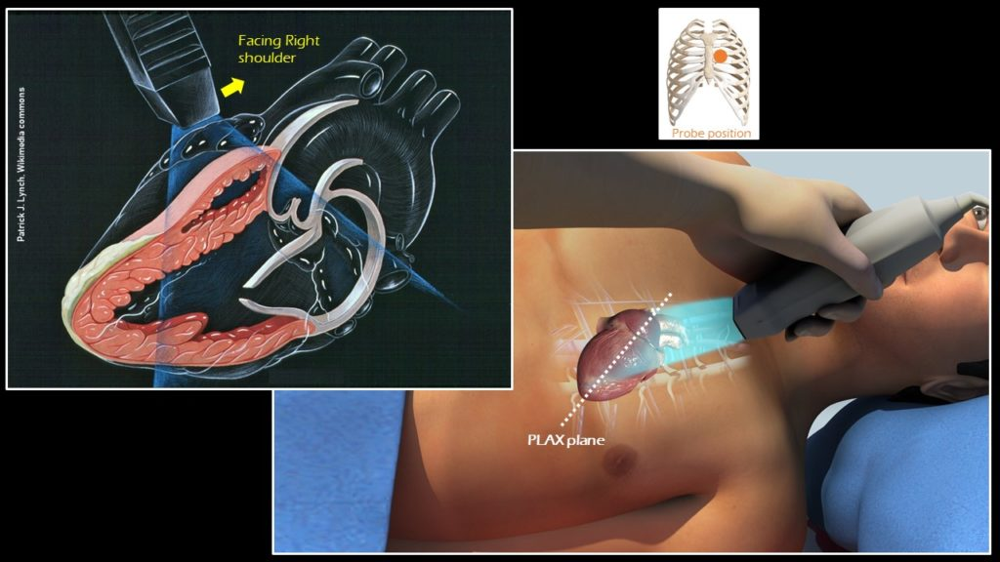 Facing Right
shoulder
Patrick J. Lynch. Wikimedia commons
Probe position
PLAX plane